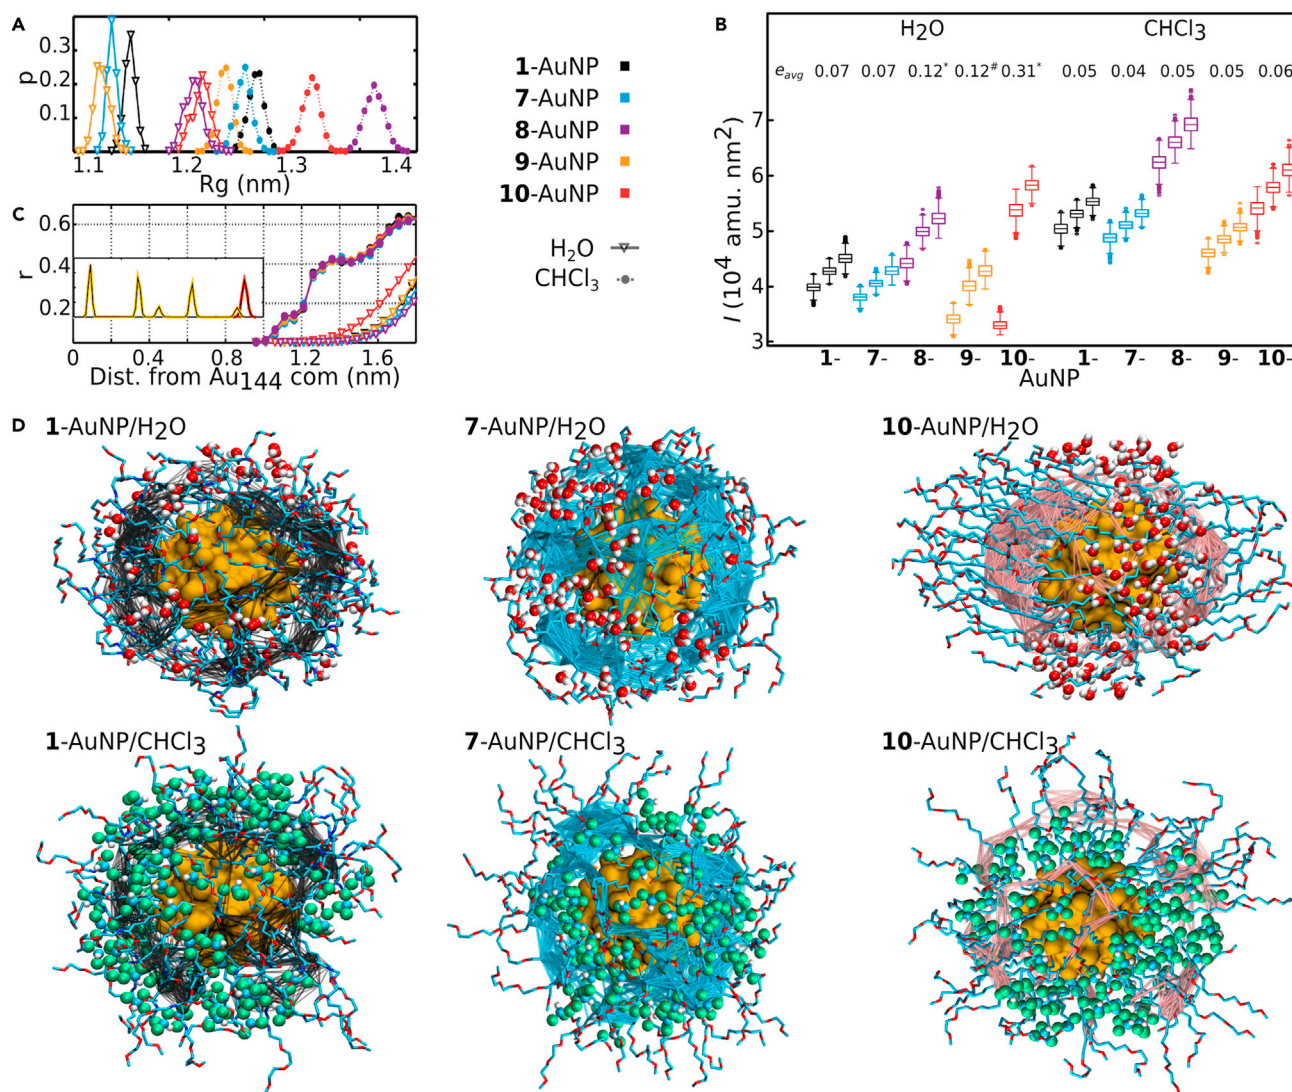 A
0.3
0.2
0.1
p
1.1 1.2 1.3 1.4
Rg (nm)
1-AuNP
7-AuNP
8-AuNP
9-AuNP
10-AuNP
H2O
CHCl3
B
H2O CHCl3
eavg 0.07 0.07 0.12* 0.12# 0.31* 0.05 0.04 0.05 0.05 0.06
7
6
5
4
3
I (10⁴ amu. nm²)
1- 7- 8- 9- 10- 1- 7- 8- 9- 10-
AuNP
C
0.6
0.4
0.2
r
0 0.4 0.8 1.2 1.6
Dist. from Au144 com (nm)
D
1-AuNP/H2O 7-AuNP/H2O 10-AuNP/H2O
1-AuNP/CHCl3 7-AuNP/CHCl3 10-AuNP/CHCl3